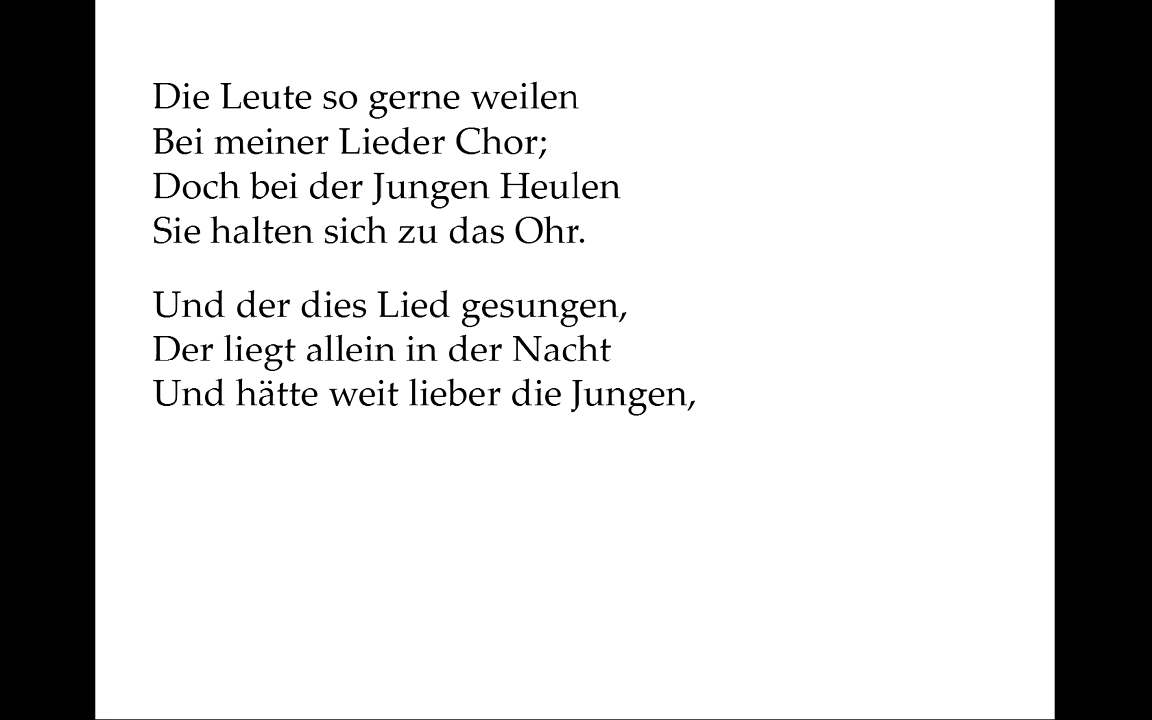 Die Leute so gerne weilen
Bei meiner Lieder Chor;
Doch bei der Jungen Heulen
Sie halten sich zu das Ohr.
Und der dies Lied gesungen,
Der liegt allein in der Nacht
Und hätte weit lieber die Jungen,